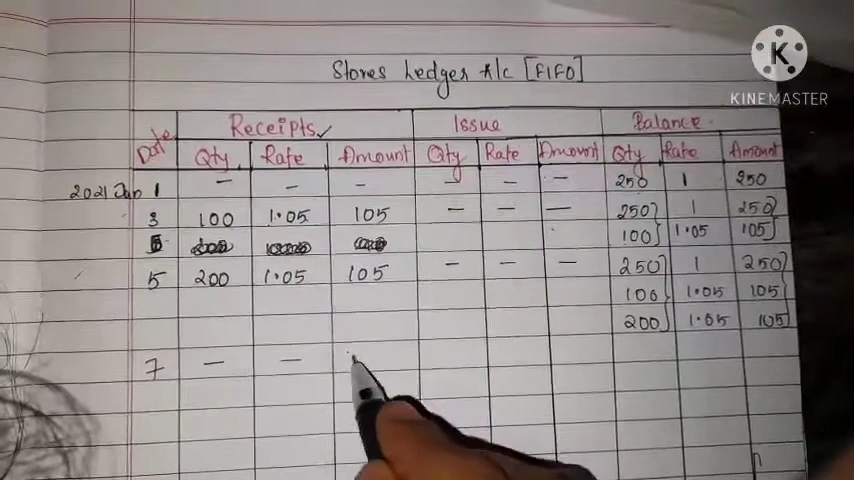 Stores Ledger A/c [FIFO]
KINEMASTER
Date Receipts Issue Balance
Qty Rate Amount Qty Rate Amount Qty Rate Amount
2021 Jan 1 — — — — — — 250 1 250
3 100 1.05 105 — — — 250 1 250
100 1.05 105
5 200 1.05 105 — — — 250 1 250
100 1.05 105
200 1.05 105
7 — —